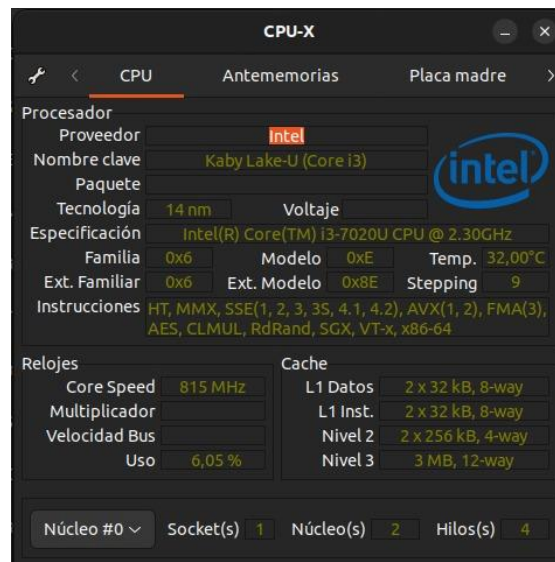 CPU-X
CPU Antememorias Placa madre
Procesador
Proveedor Intel
Nombre clave Kaby Lake-U (Core i3)
intel
Paquete
Tecnología 14 nm Voltaje
Especificación Intel(R) Core(TM) i3-7020U CPU @ 2.30GHz
Familia 0x6 Modelo 0xE Temp. 32,00°C
Ext. Familiar 0x6 Ext. Modelo 0x8E Stepping 9
Instrucciones HT, MMX, SSE(1, 2, 3, 3S, 4.1, 4.2), AVX(1, 2), FMA(3),
AES, CLMUL, RdRand, SGX, VT-x, x86-64
Relojes Cache
Core Speed 815 MHz L1 Datos 2 x 32 kB, 8-way
Multiplicador L1 Inst. 2 x 32 kB, 8-way
Velocidad Bus Nivel 2 2 x 256 kB, 4-way
Uso 6,05 % Nivel 3 3 MB, 12-way
Núcleo #0 Socket(s) 1 Núcleo(s) 2 Hilos(s) 4